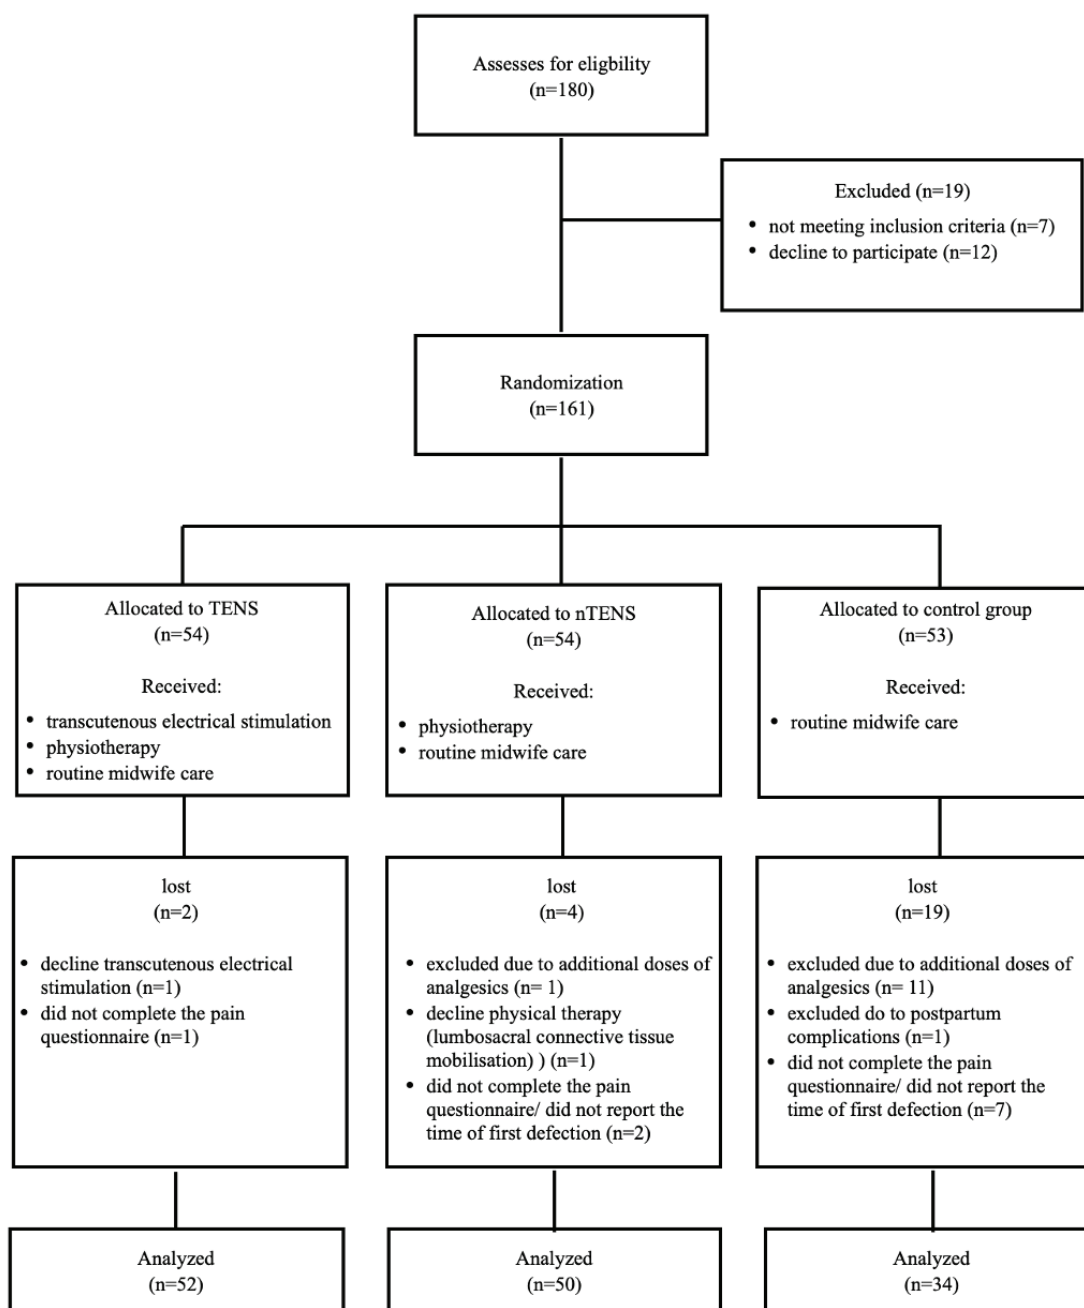 Assesses for eligbility
(n=180)
Excluded (n=19)
• not meeting inclusion criteria (n=7)
• decline to participate (n=12)
Randomization
(n=161)
Allocated to TENS
(n=54)
Received:
• transcutenous electrical stimulation
• physiotherapy
• routine midwife care
Allocated to nTENS
(n=54)
Received:
• physiotherapy
• routine midwife care
Allocated to control group
(n=53)
Received:
• routine midwife care
lost
(n=2)
• decline transcutenous electrical
stimulation (n=1)
• did not complete the pain
questionnaire (n=1)
lost
(n=4)
• excluded due to additional doses of
analgesics (n= 1)
• decline physical therapy
(lumbosacral connective tissue
mobilisation) ) (n=1)
• did not complete the pain
questionnaire/ did not report the
time of first defection (n=2)
lost
(n=19)
• excluded due to additional doses of
analgesics (n= 11)
• excluded do to postpartum
complications (n=1)
• did not complete the pain
questionnaire/ did not report the
time of first defection (n=7)
Analyzed
(n=52)
Analyzed
(n=50)
Analyzed
(n=34)